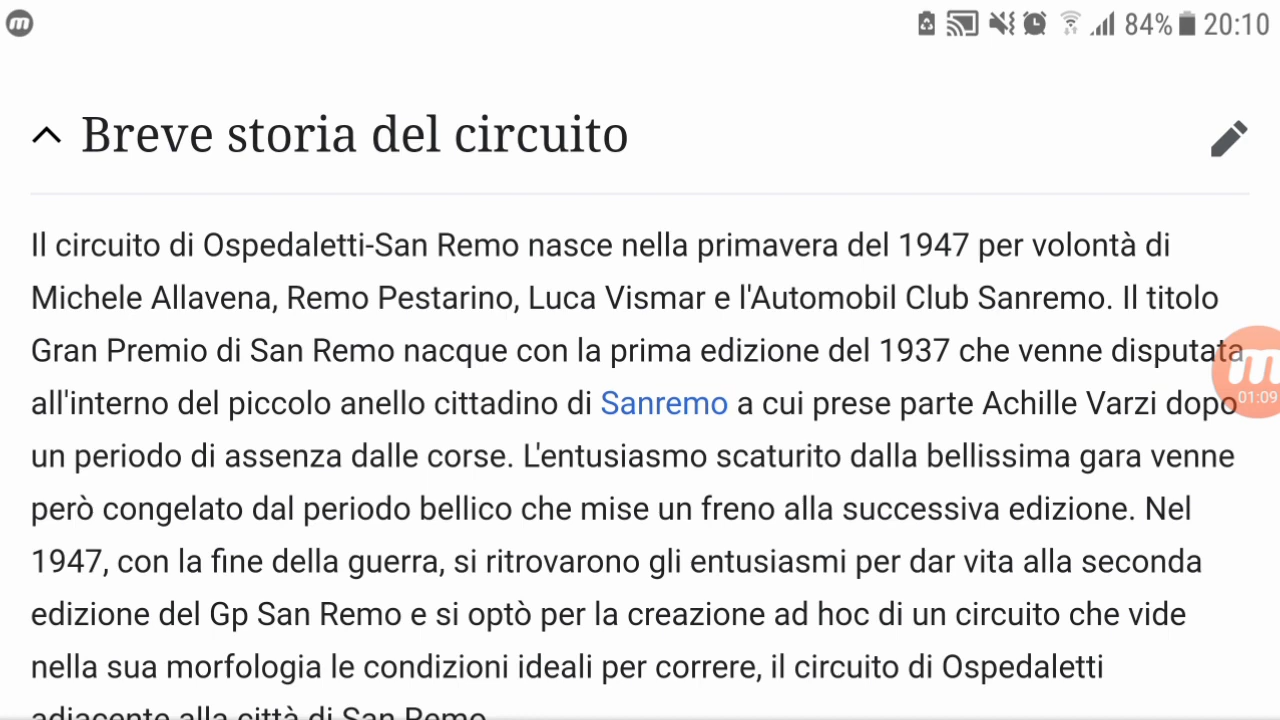 84% 20:10
Breve storia del circuito
Il circuito di Ospedaletti-San Remo nasce nella primavera del 1947 per volontà di
Michele Allavena, Remo Pestarino, Luca Vismar e l'Automobil Club Sanremo. Il titolo
Gran Premio di San Remo nacque con la prima edizione del 1937 che venne disputata
all'interno del piccolo anello cittadino di Sanremo a cui prese parte Achille Varzi dopo
01:09
un periodo di assenza dalle corse. L'entusiasmo scaturito dalla bellissima gara venne
però congelato dal periodo bellico che mise un freno alla successiva edizione. Nel
1947, con la fine della guerra, si ritrovarono gli entusiasmi per dar vita alla seconda
edizione del Gp San Remo e si optò per la creazione ad hoc di un circuito che vide
nella sua morfologia le condizioni ideali per correre, il circuito di Ospedaletti
adiacente alla città di San Remo.